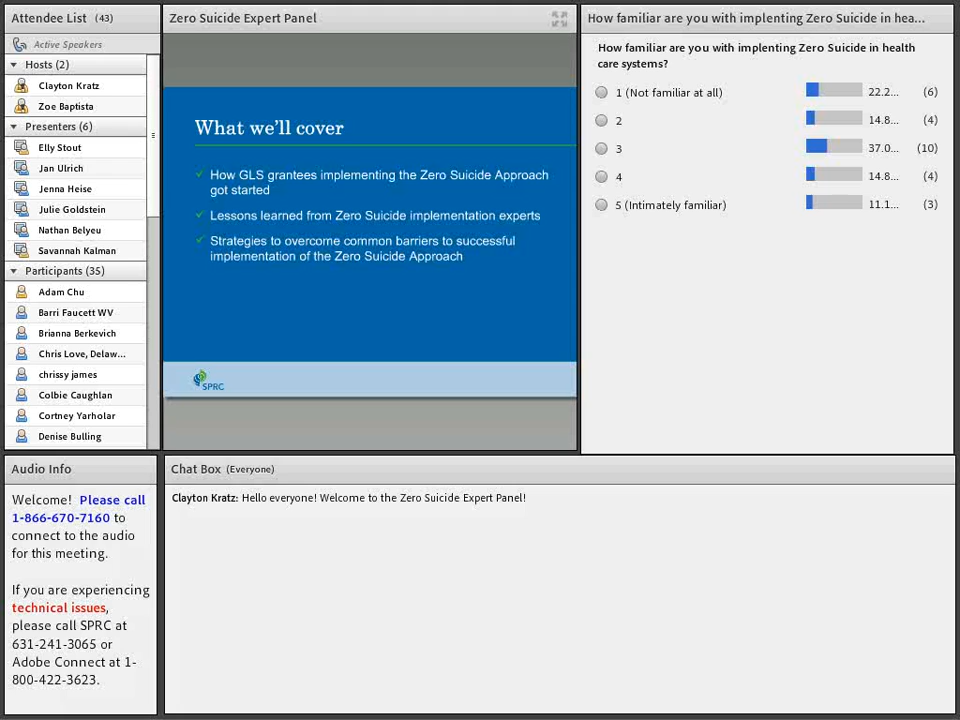 Attendee List (43)
Active Speakers
Hosts (2)
Clayton Kratz
Zoe Baptista
Presenters (6)
Elly Stout
Jan Ulrich
Jenna Heise
Julie Goldstein
Nathan Belyeu
Savannah Kalman
Participants (35)
Adam Chu
Barri Faucett WV
Brianna Berkevich
Chris Love, Delaw...
chrissy james
Colbie Caughlan
Cortney Yarholar
Denise Bulling
Zero Suicide Expert Panel
What we'll cover
✓ How GLS grantees implementing the Zero Suicide Approach
got started
✓ Lessons learned from Zero Suicide implementation experts
✓ Strategies to overcome common barriers to successful
implementation of the Zero Suicide Approach
SPRC
How familiar are you with implenting Zero Suicide in hea...
How familiar are you with implenting Zero Suicide in health
care systems?
1 (Not familiar at all) 22.2... (6)
2 14.8... (4)
3 37.0... (10)
4 14.8... (4)
5 (Intimately familiar) 11.1... (3)
Audio Info
Welcome! Please call
1-866-670-7160 to
connect to the audio
for this meeting.
If you are experiencing
technical issues,
please call SPRC at
631-241-3065 or
Adobe Connect at 1-
800-422-3623.
Chat Box (Everyone)
Clayton Kratz: Hello everyone! Welcome to the Zero Suicide Expert Panel!